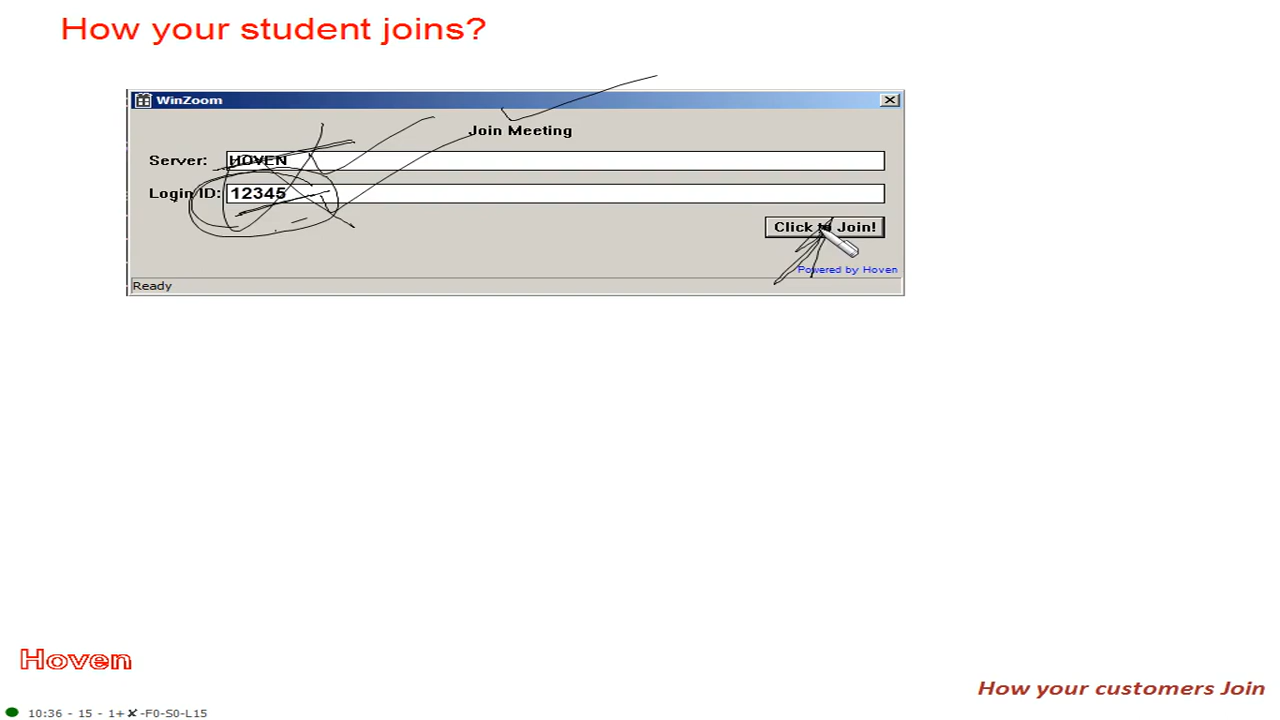 How your student joins?
WinZoom
Join Meeting
Server: HOVEN
Login ID: 12345
Click to Join!
Powered by Hoven
Ready
Hoven
How your customers Join
10:36 - 15 - 1+✗-F0-S0-L15